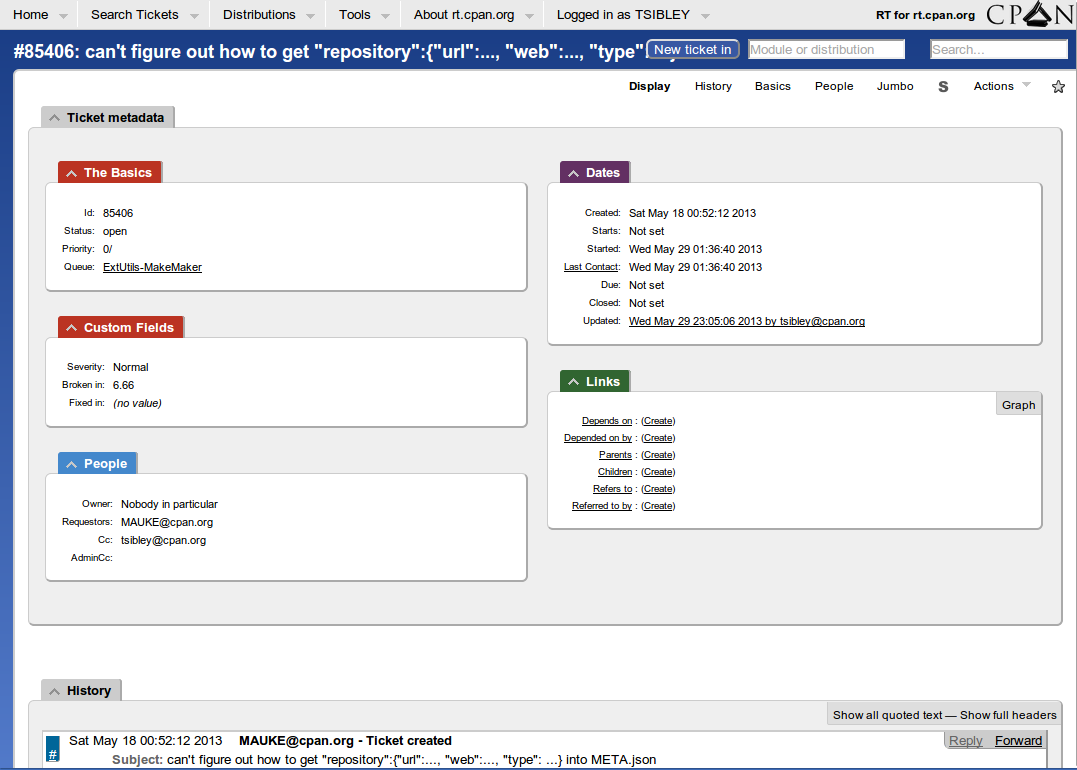 Home Search Tickets Distributions Tools About rt.cpan.org Logged in as TSIBLEY RT for rt.cpan.org CPAN
#85406: can't figure out how to get "repository":{"url":..., "web":..., "type": New ticket in Module or distribution Search...
Display History Basics People Jumbo S Actions
Ticket metadata
The Basics
Id: 85406
Status: open
Priority: 0/
Queue: ExtUtils-MakeMaker
Custom Fields
Severity: Normal
Broken in: 6.66
Fixed in: (no value)
People
Owner: Nobody in particular
Requestors: MAUKE@cpan.org
Cc: tsibley@cpan.org
AdminCc:
Dates
Created: Sat May 18 00:52:12 2013
Starts: Not set
Started: Wed May 29 01:36:40 2013
Last Contact: Wed May 29 01:36:40 2013
Due: Not set
Closed: Not set
Updated: Wed May 29 23:05:06 2013 by tsibley@cpan.org
Links
Graph
Depends on : (Create)
Depended on by : (Create)
Parents : (Create)
Children : (Create)
Refers to : (Create)
Referred to by : (Create)
History
Show all quoted text — Show full headers
# Sat May 18 00:52:12 2013 MAUKE@cpan.org - Ticket created Reply Forward
Subject: can't figure out how to get "repository":{"url":..., "web":..., "type": ...} into META.json